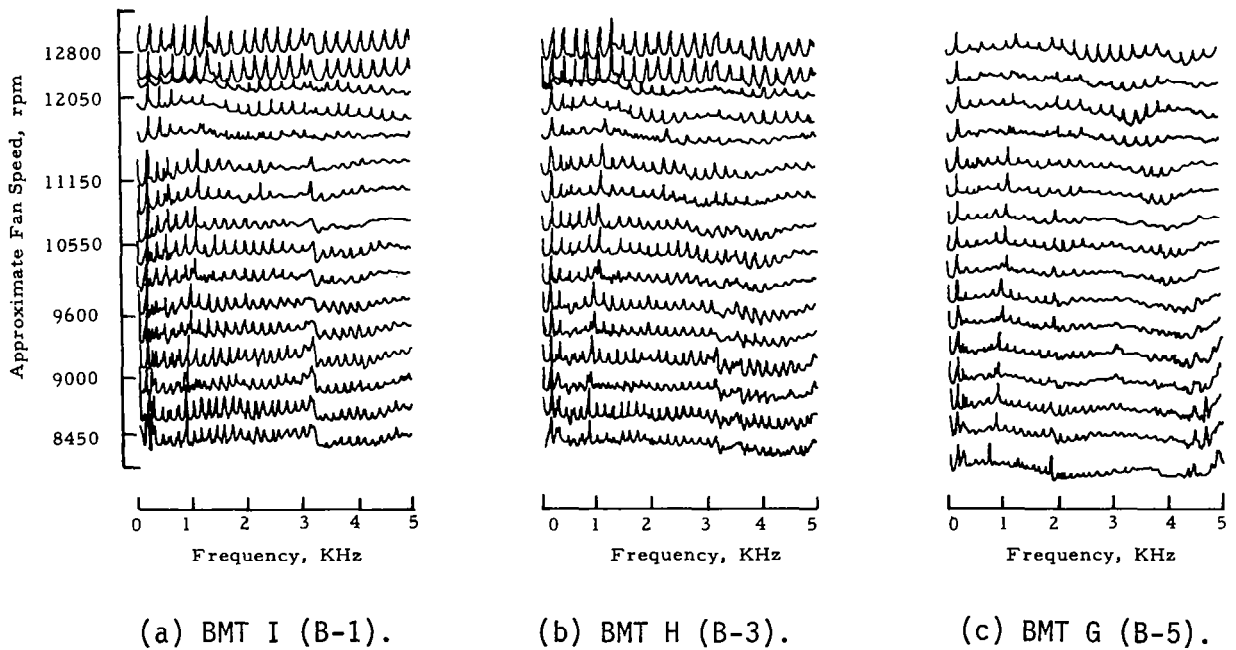 Approximate Fan Speed, rpm
12800
12050
11150
10550
9600
9000
8450
0 1 2 3 4 5
Frequency, KHz
(a) BMT I (B-1).
0 1 2 3 4 5
Frequency, KHz
(b) BMT H (B-3).
0 1 2 3 4 5
Frequency, KHz
(c) BMT G (B-5).